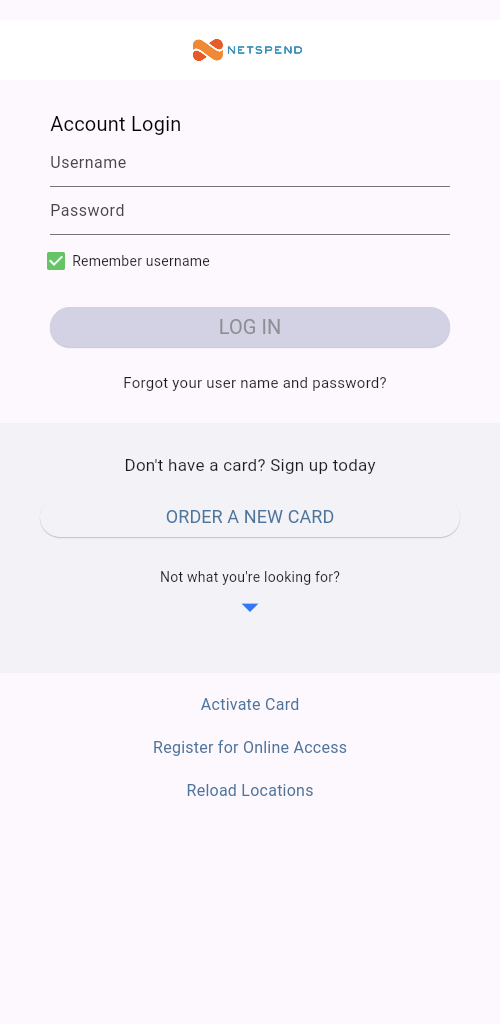 NETSPEND
Account Login
Username
Password
Remember username
LOG IN
Forgot your user name and password?
Don't have a card? Sign up today
ORDER A NEW CARD
Not what you're looking for?
Activate Card
Register for Online Access
Reload Locations